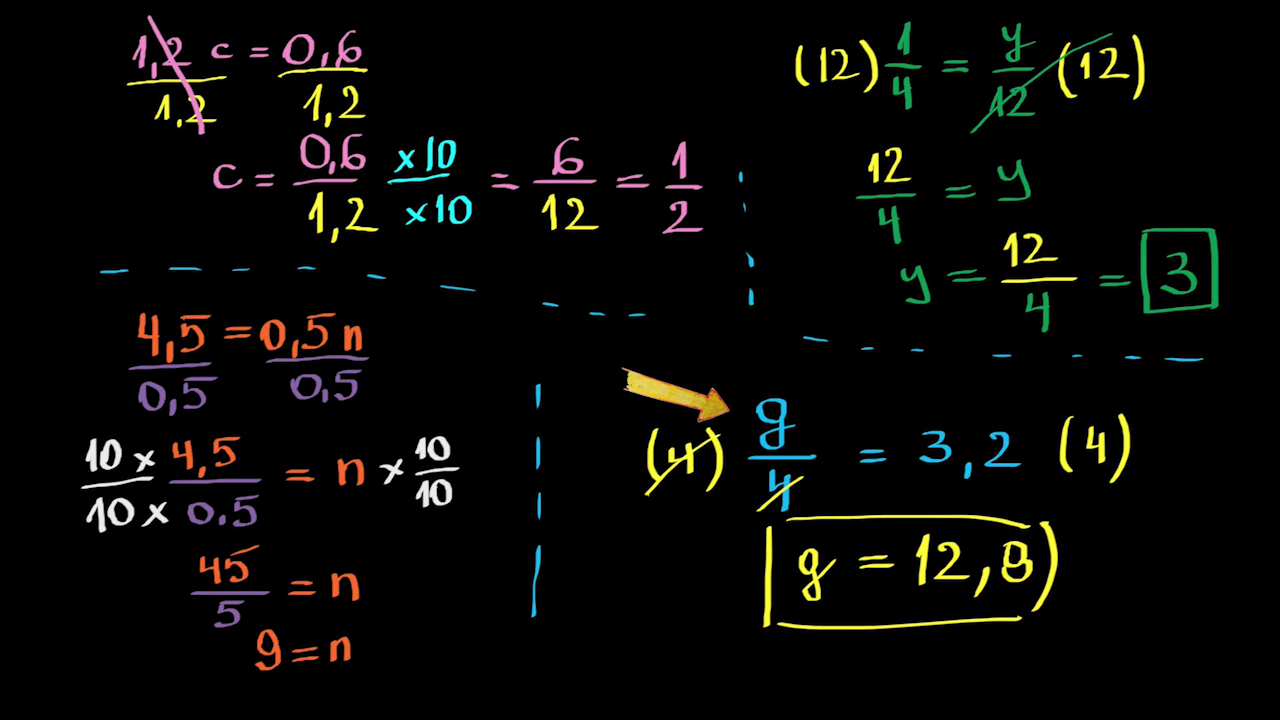 1,2 c = 0,6
1,2 1,2
c = 0,6/1,2 x 10/x 10 = 6/12 = 1/2
(12) 1/4 = y/12 (12)
12/4 = y
y = 12/4 = 3
4,5 = 0,5 n
0,5 0,5
10 x 4,5/10 x 0.5 = n x 10/10
45/5 = n
9 = n
(4) g/4 = 3,2 (4)
g = 12,8